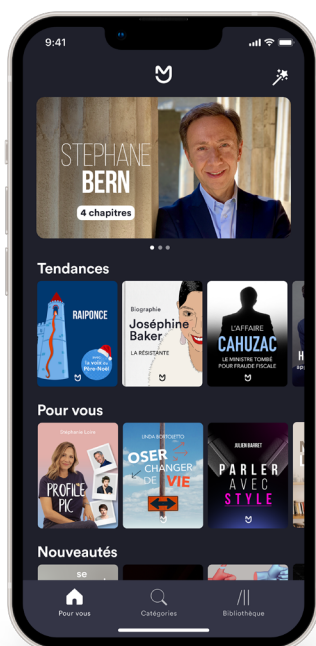 9:41
STEPHANE
BERN
4 chapitres
Tendances
RAIPONCE
avec
la voix du
Père-Noël
Biographie
Joséphine
Baker
LA RÉSISTANTE
L'AFFAIRE
CAHUZAC
LE MINISTRE TOMBÉ
POUR FRAUDE FISCALE
H
Pour vous
PROFILE
PIC
LINDA BORTOLETTO
OSER
CHANGER
DE VIE
JULIEN BARRET
PARLER
AVEC
STYLE
Nouveautés
se
Pour vous
Catégories
Bibliothèque